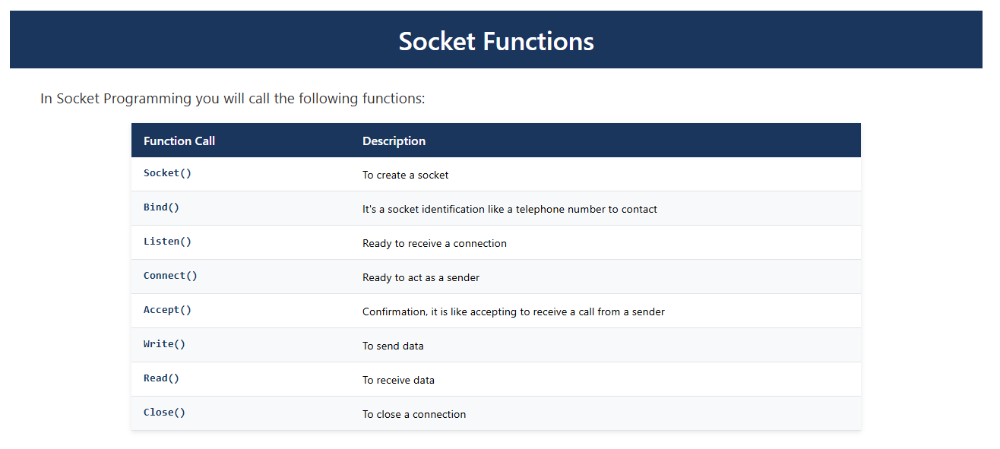 Socket Functions
In Socket Programming you will call the following functions:
Function Call Description
Socket() To create a socket
Bind() It's a socket identification like a telephone number to contact
Listen() Ready to receive a connection
Connect() Ready to act as a sender
Accept() Confirmation, it is like accepting to receive a call from a sender
Write() To send data
Read() To receive data
Close() To close a connection